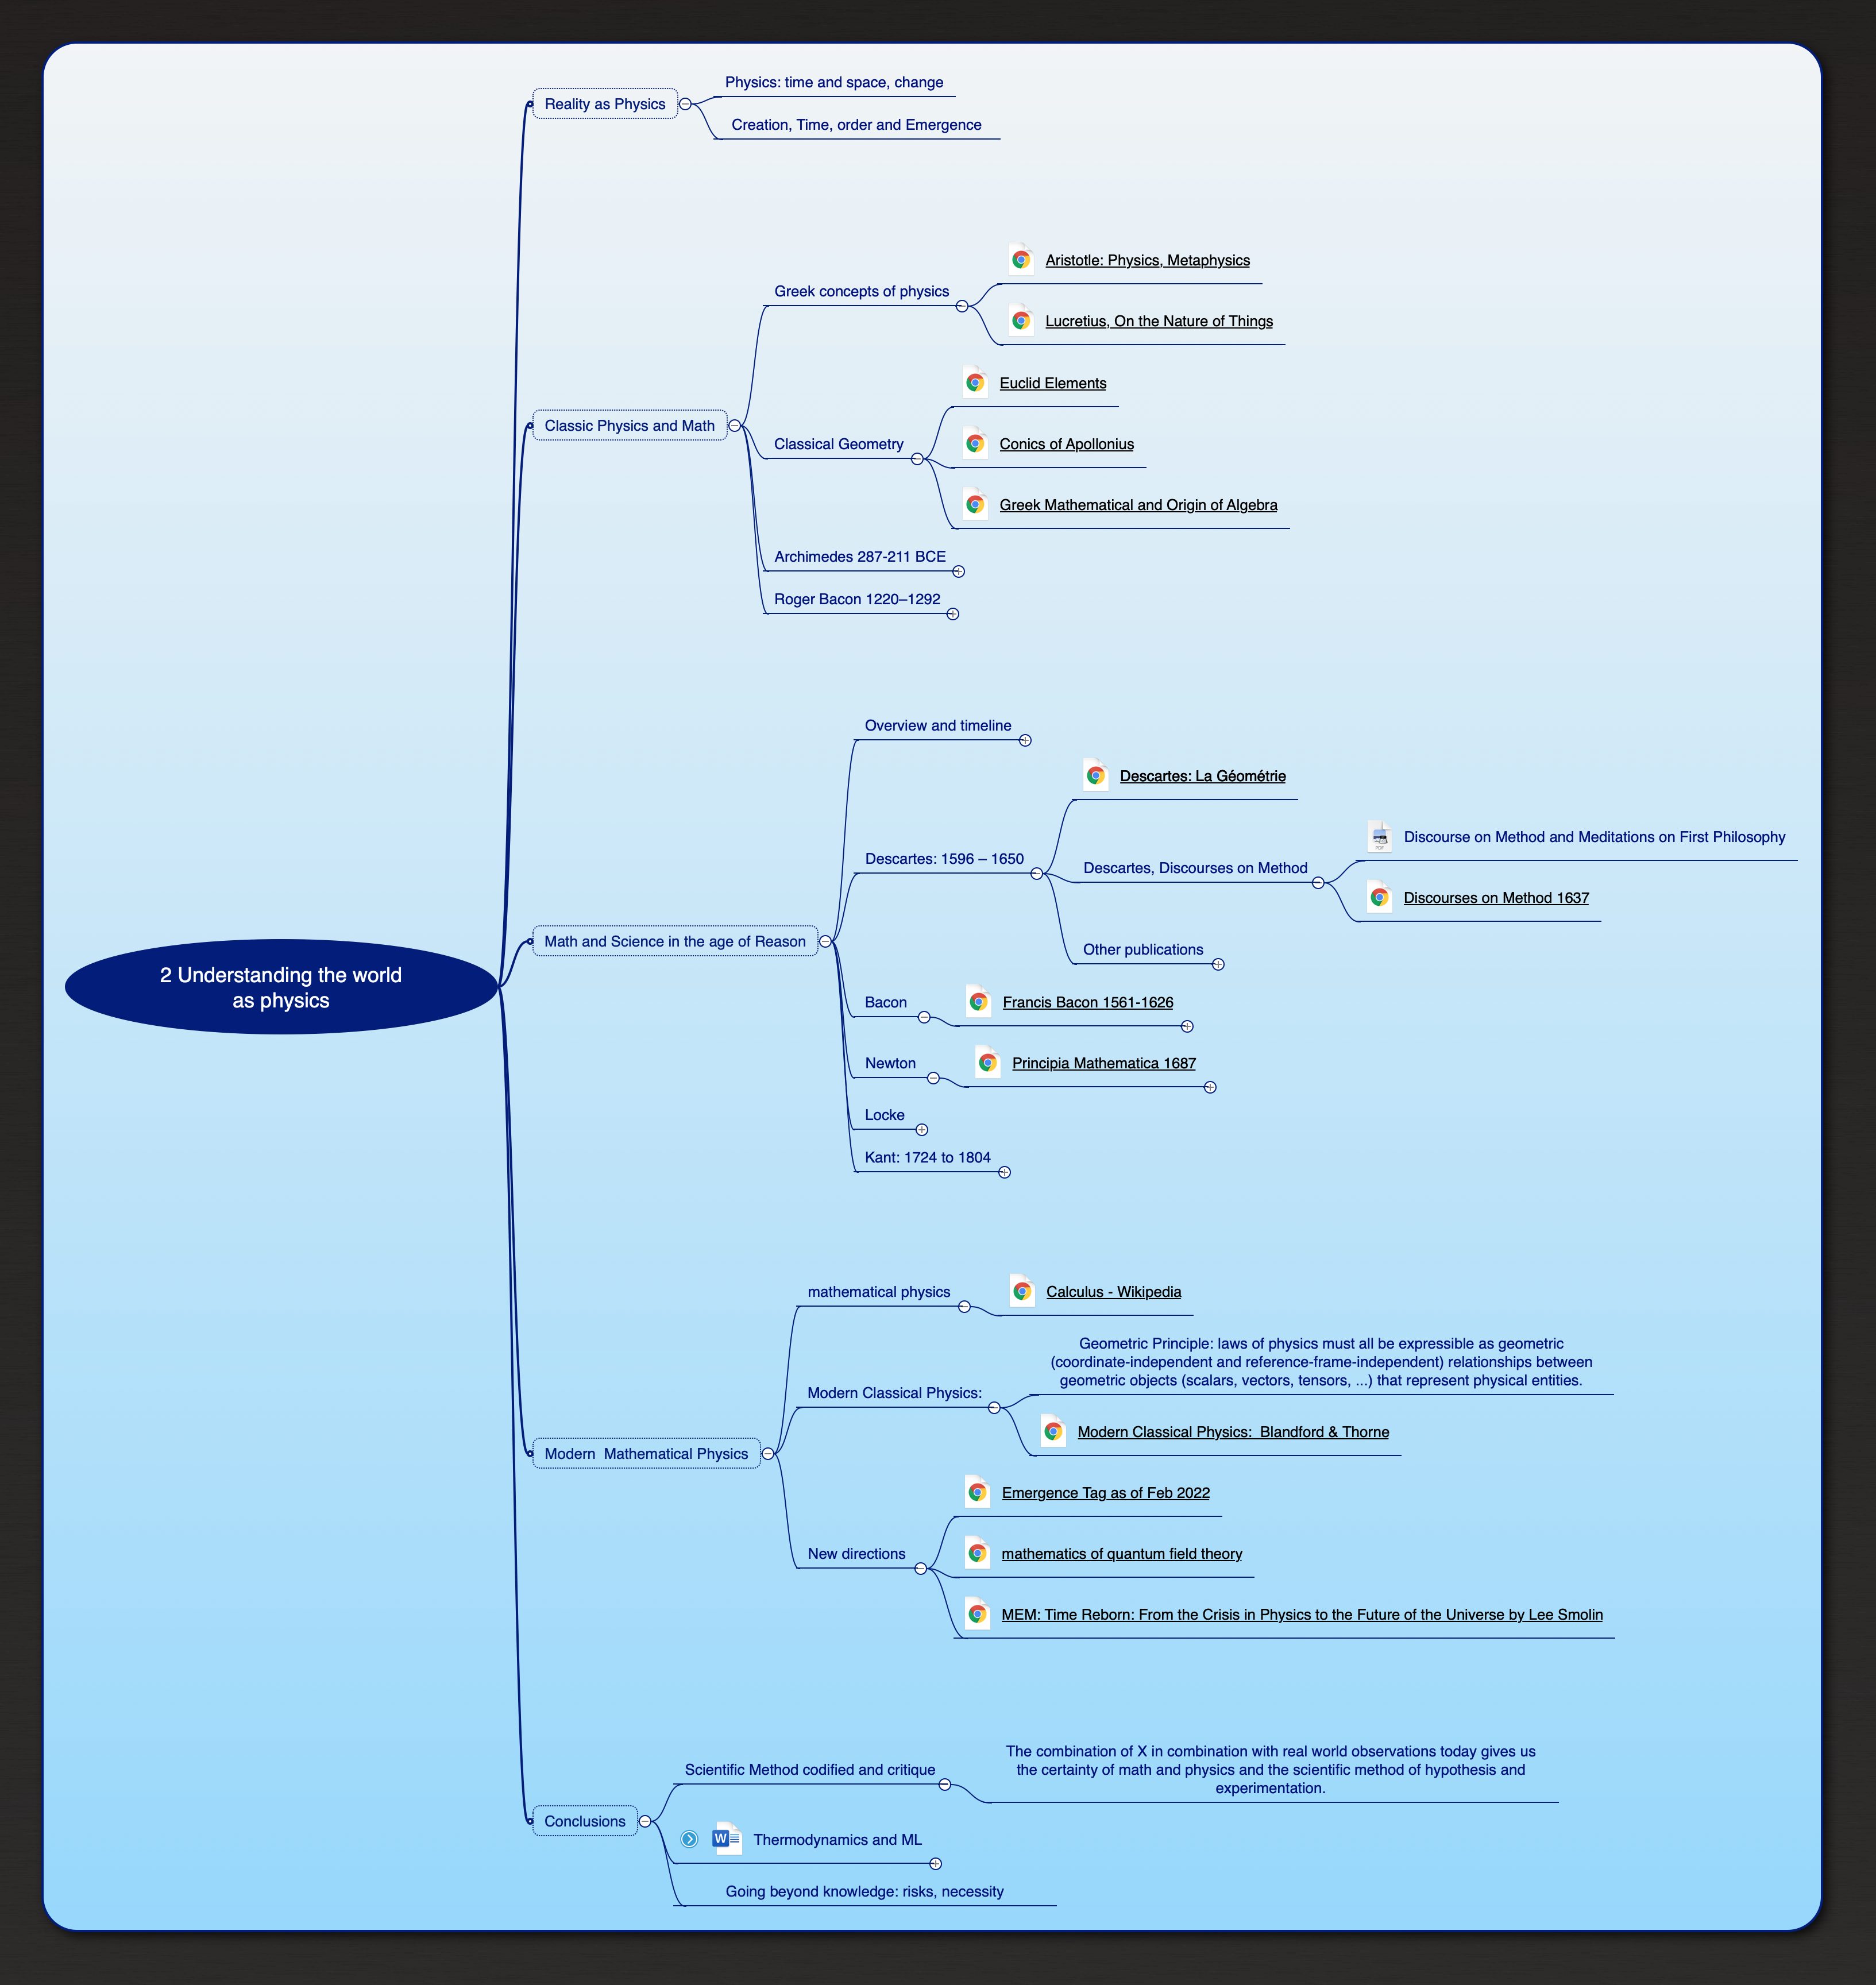 2 Understanding the world
as physics
Reality as Physics
Physics: time and space, change
Creation, Time, order and Emergence
Classic Physics and Math
Greek concepts of physics
Aristotle: Physics, Metaphysics
Lucretius, On the Nature of Things
Classical Geometry
Euclid Elements
Conics of Apollonius
Greek Mathematical and Origin of Algebra
Archimedes 287-211 BCE
Roger Bacon 1220–1292
Math and Science in the age of Reason
Overview and timeline
Descartes: 1596 – 1650
Descartes: La Géométrie
Descartes, Discourses on Method
PDF
Discourse on Method and Meditations on First Philosophy
Discourses on Method 1637
Other publications
Bacon
Francis Bacon 1561-1626
Newton
Principia Mathematica 1687
Locke
Kant: 1724 to 1804
Modern  Mathematical Physics
mathematical physics
Calculus - Wikipedia
Modern Classical Physics:
Geometric Principle: laws of physics must all be expressible as geometric
(coordinate-independent and reference-frame-independent) relationships between
geometric objects (scalars, vectors, tensors, ...) that represent physical entities.
Modern Classical Physics:  Blandford & Thorne
New directions
Emergence Tag as of Feb 2022
mathematics of quantum field theory
MEM: Time Reborn: From the Crisis in Physics to the Future of the Universe by Lee Smolin
Conclusions
Scientific Method codified and critique
The combination of X in combination with real world observations today gives us
the certainty of math and physics and the scientific method of hypothesis and
experimentation.
W
Thermodynamics and ML
Going beyond knowledge: risks, necessity